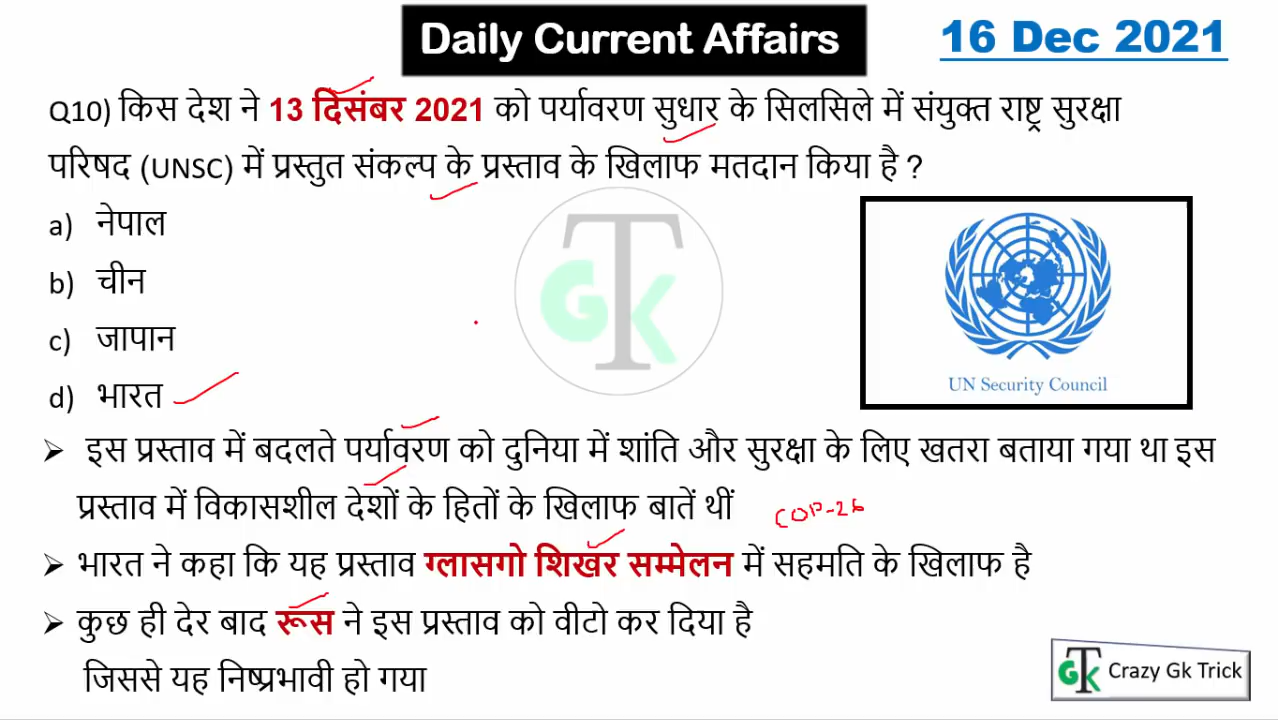 Daily Current Affairs
16 Dec 2021
Q10) किस देश ने 13 दिसंबर 2021 को पर्यावरण सुधार के सिलसिले में संयुक्त राष्ट्र सुरक्षा
परिषद (UNSC) में प्रस्तुत संकल्प के प्रस्ताव के खिलाफ मतदान किया है ?
a) नेपाल
b) चीन
c) जापान
d) भारत
TGK
UN Security Council
➢ इस प्रस्ताव में बदलते पर्यावरण को दुनिया में शांति और सुरक्षा के लिए खतरा बताया गया था इस
प्रस्ताव में विकासशील देशों के हितों के खिलाफ बातें थीं
COP-26
➢ भारत ने कहा कि यह प्रस्ताव ग्लासगो शिखर सम्मेलन में सहमति के खिलाफ है
➢ कुछ ही देर बाद रूस ने इस प्रस्ताव को वीटो कर दिया है
जिससे यह निष्प्रभावी हो गया
TGK Crazy Gk Trick